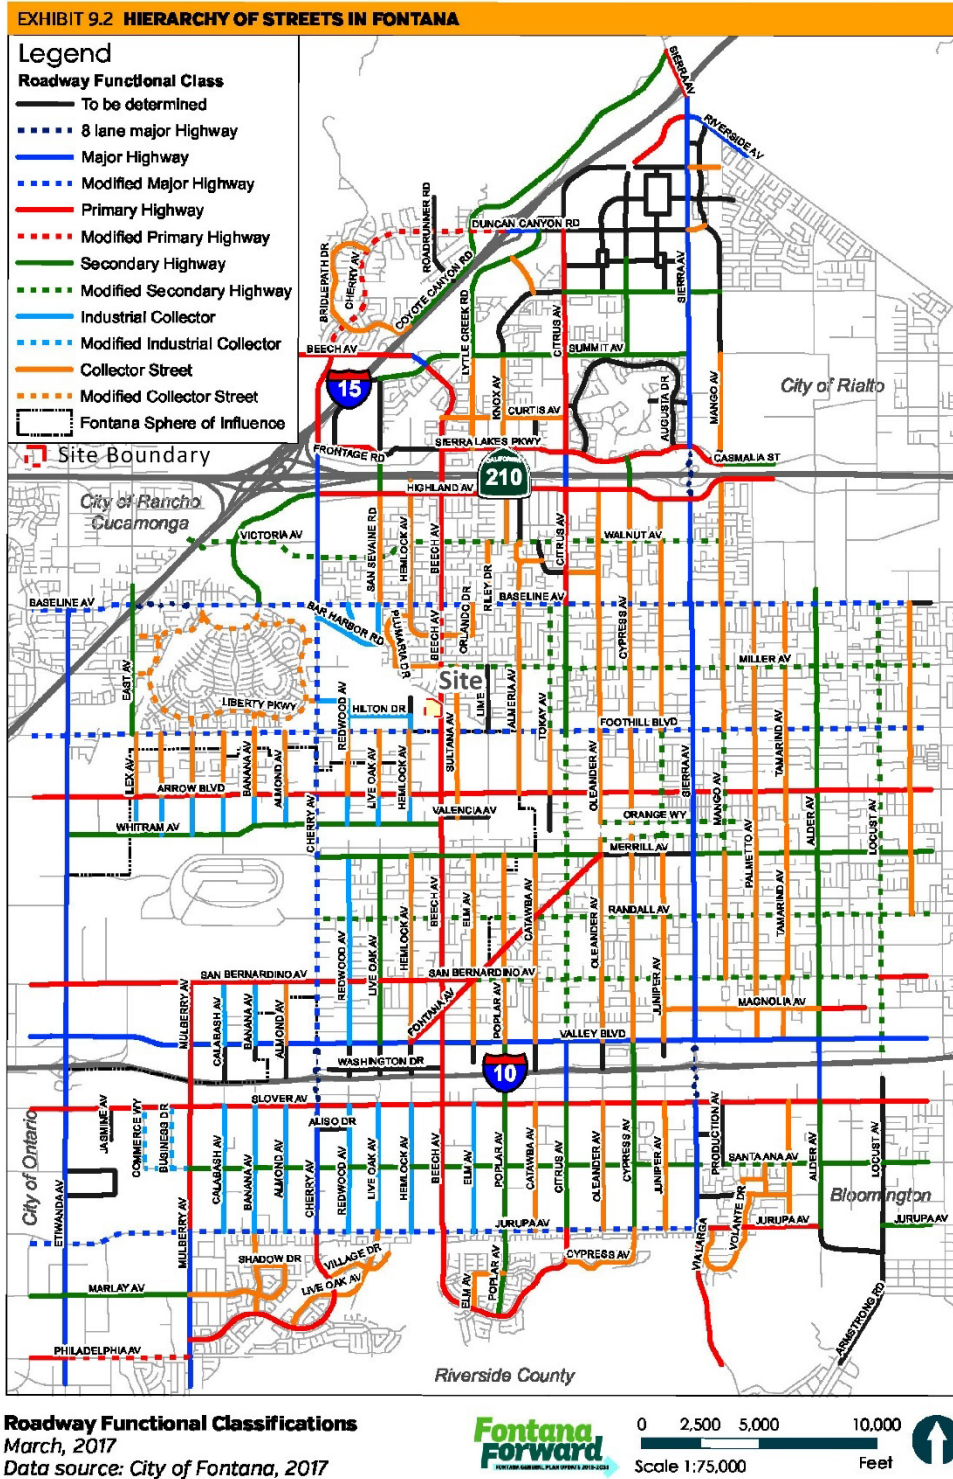 EXHIBIT 9.2 HIERARCHY OF STREETS IN FONTANA
Legend
Roadway Functional Class
To be determined
8 lane major Highway
Major Highway
Modified Major Highway
Primary Highway
Modified Primary Highway
Secondary Highway
Modified Secondary Highway
Industrial Collector
Modified Industrial Collector
Collector Street
Modified Collector Street
Fontana Sphere of Influence
Site Boundary
SIERRA AV
RIVERSIDE AV
DUNCAN CANYON RD
ROADRUNNER RD
BRIDLEPATH DR
CHERRY AV
COYOTE CANYON RD
LYTLE CREEK RD
CITRUS AV
SIERRA AV
SUMMIT AV
BEECH AV
15
KNOX AV
CURTIS AV
AUGUSTA DR
MANGO AV
City of Rialto
SIERRA LAKES PKWY
FRONTAGE RD
CASMALIA ST
CALIFORNIA
210
HIGHLAND AV
City of Rancho
Cucamonga
VICTORIA AV
SAN SEVAINE RD
HEMLOCK AV
BEECH AV
CITRUS AV
WALNUT AV
RILEY DR
ORLANDO DR
BASELINE AV
BASELINE AV
BAR HARBOR RD
PLUMARIA DR
BEECH AV
CYPRESS AV
EAST AV
MILLER AV
Site
LIME
ALMERIA AV
TOKAY AV
LIBERTY PKWY
REDWOOD AV
HILTON DR
SULTANA AV
FOOTHILL BLVD
ILEX AV
BANANA AV
ALMOND AV
LIVE OAK AV
HEMLOCK AV
OLEANDER AV
SIERRA AV
MANGO AV
TAMARIND AV
ARROW BLVD
VALENCIA AV
CHERRY AV
ORANGE WY
ALDER AV
LOCUST AV
WHITRAM AV
MERRILL AV
PALMETTO AV
TAMARIND AV
BEECH AV
ELM AV
CATAWBA AV
OLEANDER AV
RANDALL AV
REDWOOD AV
LIVE OAK AV
HEMLOCK AV
SAN BERNARDINO AV
SAN BERNARDINO AV
JUNIPER AV
MULBERRY AV
CALABASH AV
BANANA AV
ALMOND AV
FONTANA AV
POPLAR AV
MAGNOLIA AV
VALLEY BLVD
WASHINGTON DR
10
SLOVER AV
JASMINE AV
COMMERCE WY
BUSINESS DR
ALISO DR
PRODUCTION AV
City of Ontario
CALABASH AV
BANANA AV
ALMOND AV
CHERRY AV
REDWOOD AV
LIVE OAK AV
HEMLOCK AV
BEECH AV
ELM AV
POPLAR AV
CATAWBA AV
CITRUS AV
OLEANDER AV
CYPRESS AV
JUNIPER AV
SANTA ANA AV
ALDER AV
LOCUST AV
Bloomington
ETIWANDA AV
MULBERRY AV
JURUPA AV
VIA LARGA
VOLANTE DR
JURUPA AV
JURUPA AV
SHADOW DR
VILLAGE DR
LIVE OAK AV
CYPRESS AV
ELM AV
POPLAR AV
MARLAY AV
ARMSTRONG RD
PHILADELPHIA AV
Riverside County
Roadway Functional Classifications
March, 2017
Data source: City of Fontana, 2017
Fontana
Forward
FONTANA GENERAL PLAN UPDATE 2015-2035
0 2,500 5,000 10,000
Scale 1:75,000 Feet